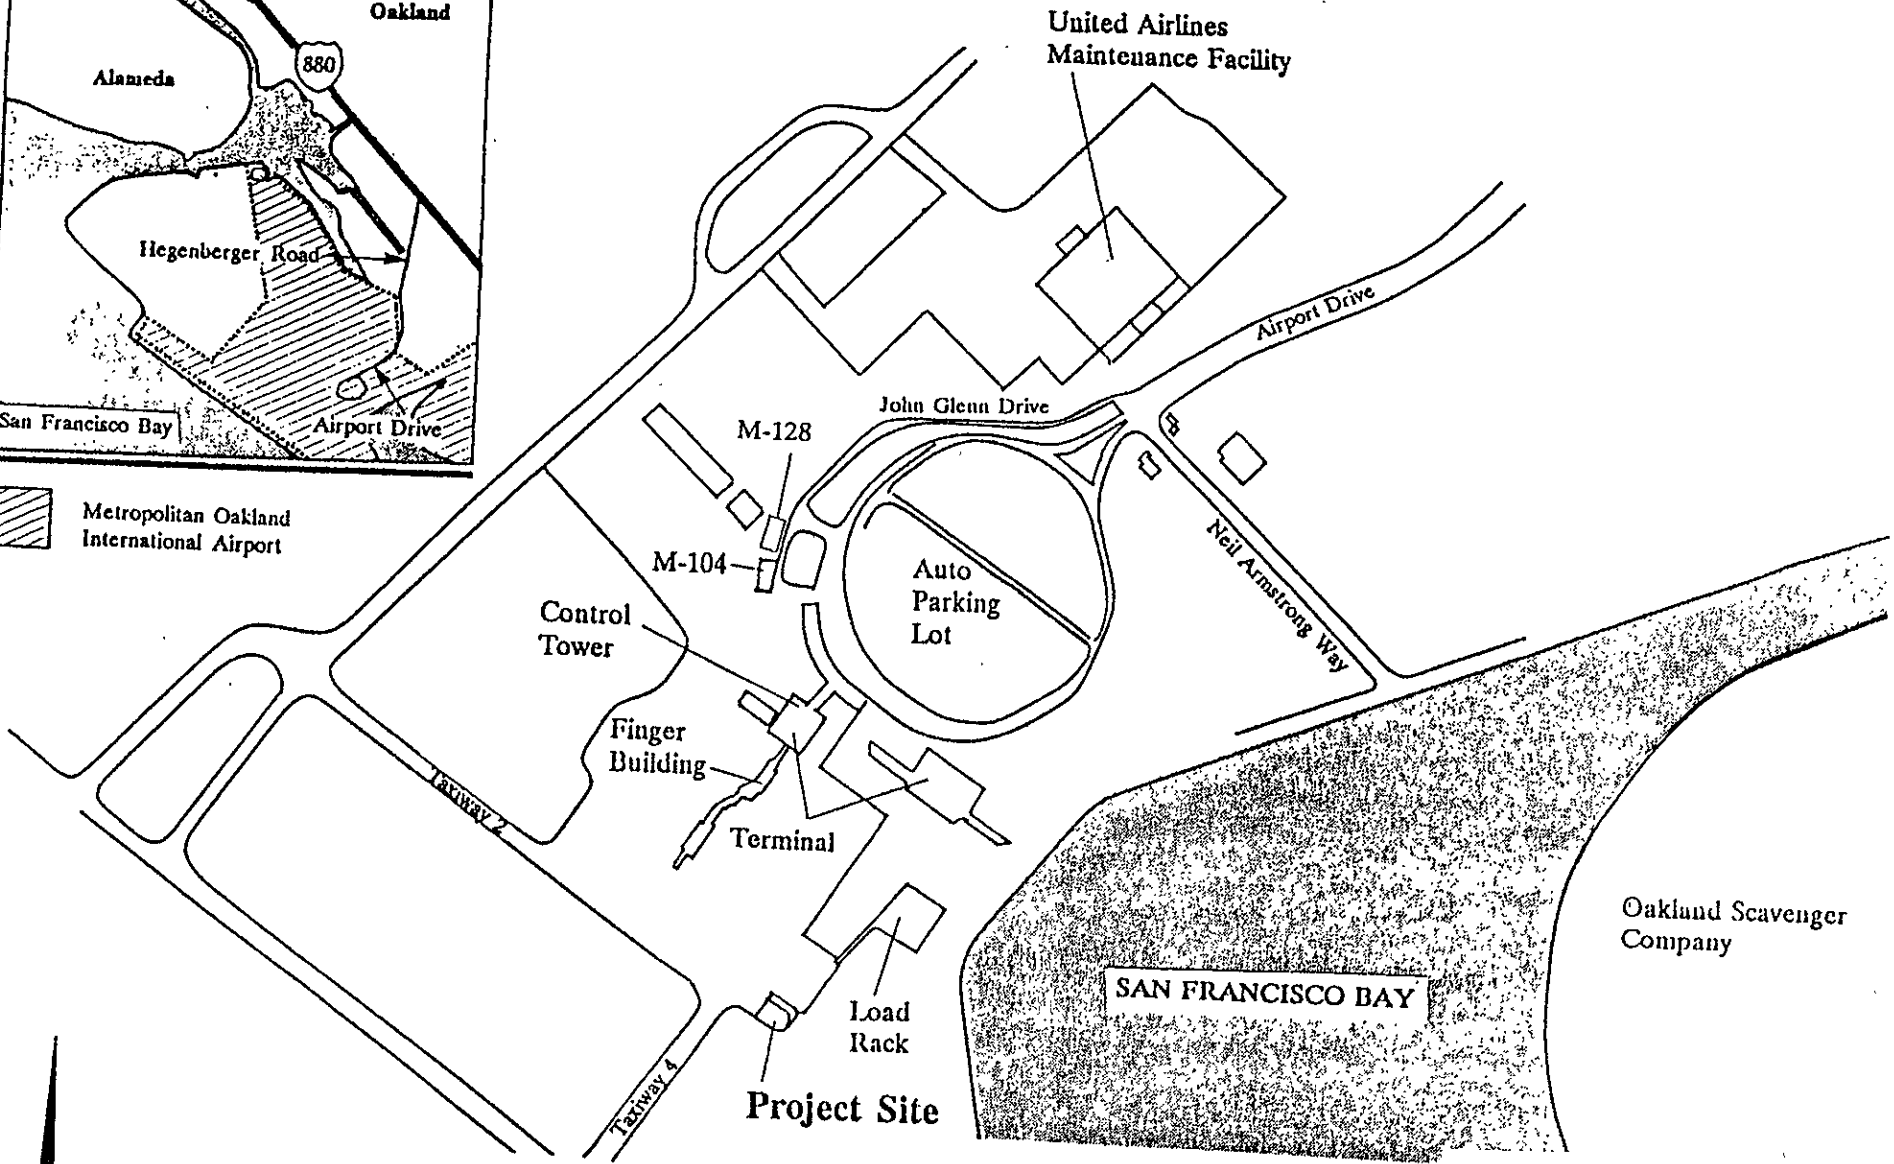 Oakland
880
Alameda
Hegenberger Road
San Francisco Bay
Airport Drive
Metropolitan Oakland
International Airport
United Airlines
Maintenance Facility
Airport Drive
John Glenn Drive
M-128
M-104
Auto
Parking
Lot
Neil Armstrong Way
Control
Tower
Finger
Building
Taxiway 2
Terminal
Oakland Scavenger
Company
SAN FRANCISCO BAY
Load
Rack
Taxiway 4
Project Site